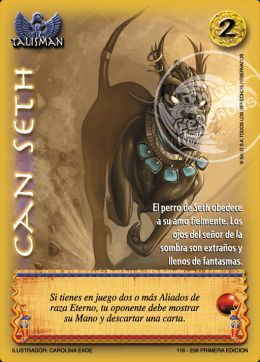 TALISMAN
2
CAN SETH
El perro de Seth obedece
a su amo fielmente. Los
ojos del señor de la
sombra son extraños y
llenos de fantasmas.
Si tienes en juego dos o más Aliados de
raza Eterno, tu oponente debe mostrar
su Mano y descartar una carta.
ILUSTRADOR: CAROLINA EADE
118 - 236 PRIMERA EDICION